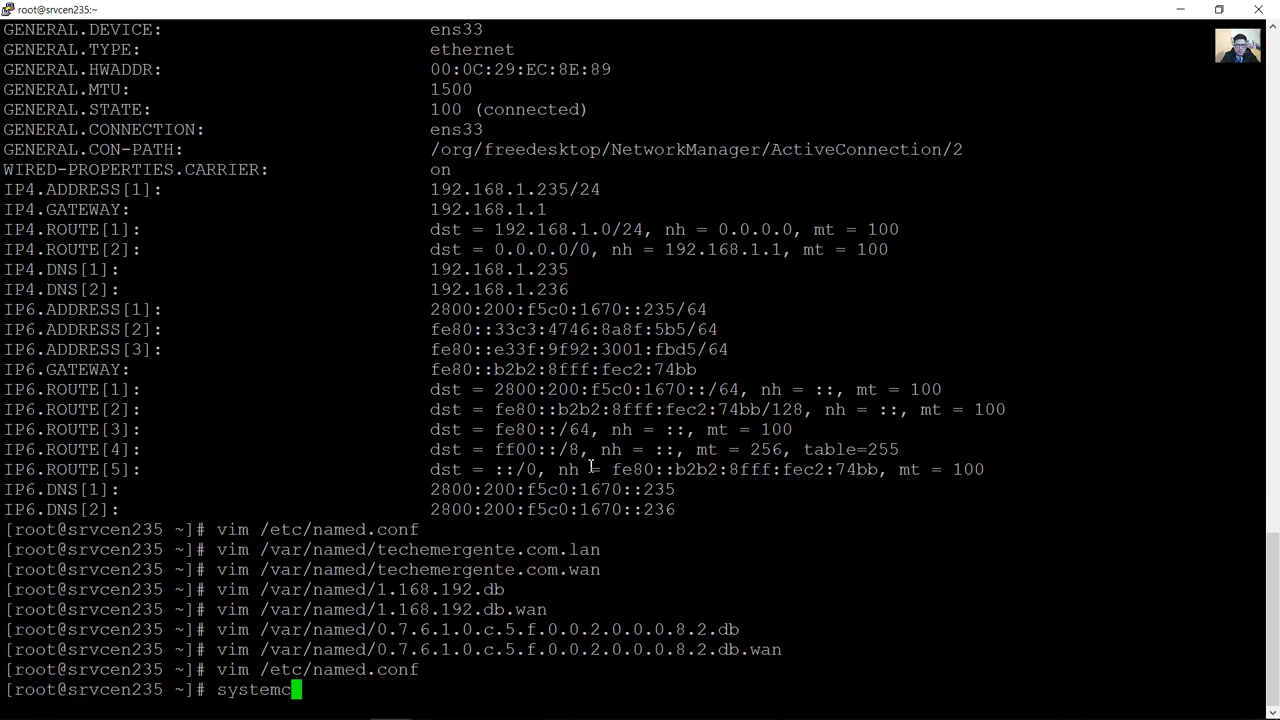 root@srvcen235:~
GENERAL.DEVICE: ens33
GENERAL.TYPE: ethernet
GENERAL.HWADDR: 00:0C:29:EC:8E:89
GENERAL.MTU: 1500
GENERAL.STATE: 100 (connected)
GENERAL.CONNECTION: ens33
GENERAL.CON-PATH: /org/freedesktop/NetworkManager/ActiveConnection/2
WIRED-PROPERTIES.CARRIER: on
IP4.ADDRESS[1]: 192.168.1.235/24
IP4.GATEWAY: 192.168.1.1
IP4.ROUTE[1]: dst = 192.168.1.0/24, nh = 0.0.0.0, mt = 100
IP4.ROUTE[2]: dst = 0.0.0.0/0, nh = 192.168.1.1, mt = 100
IP4.DNS[1]: 192.168.1.235
IP4.DNS[2]: 192.168.1.236
IP6.ADDRESS[1]: 2800:200:f5c0:1670::235/64
IP6.ADDRESS[2]: fe80::33c3:4746:8a8f:5b5/64
IP6.ADDRESS[3]: fe80::e33f:9f92:3001:fbd5/64
IP6.GATEWAY: fe80::b2b2:8fff:fec2:74bb
IP6.ROUTE[1]: dst = 2800:200:f5c0:1670::/64, nh = ::, mt = 100
IP6.ROUTE[2]: dst = fe80::b2b2:8fff:fec2:74bb/128, nh = ::, mt = 100
IP6.ROUTE[3]: dst = fe80::/64, nh = ::, mt = 100
IP6.ROUTE[4]: dst = ff00::/8, nh = ::, mt = 256, table=255
IP6.ROUTE[5]: dst = ::/0, nh = fe80::b2b2:8fff:fec2:74bb, mt = 100
IP6.DNS[1]: 2800:200:f5c0:1670::235
IP6.DNS[2]: 2800:200:f5c0:1670::236
[root@srvcen235 ~]# vim /etc/named.conf
[root@srvcen235 ~]# vim /var/named/techemergente.com.lan
[root@srvcen235 ~]# vim /var/named/techemergente.com.wan
[root@srvcen235 ~]# vim /var/named/1.168.192.db
[root@srvcen235 ~]# vim /var/named/1.168.192.db.wan
[root@srvcen235 ~]# vim /var/named/0.7.6.1.0.c.5.f.0.0.2.0.0.0.8.2.db
[root@srvcen235 ~]# vim /var/named/0.7.6.1.0.c.5.f.0.0.2.0.0.0.8.2.db.wan
[root@srvcen235 ~]# vim /etc/named.conf
[root@srvcen235 ~]# systemc